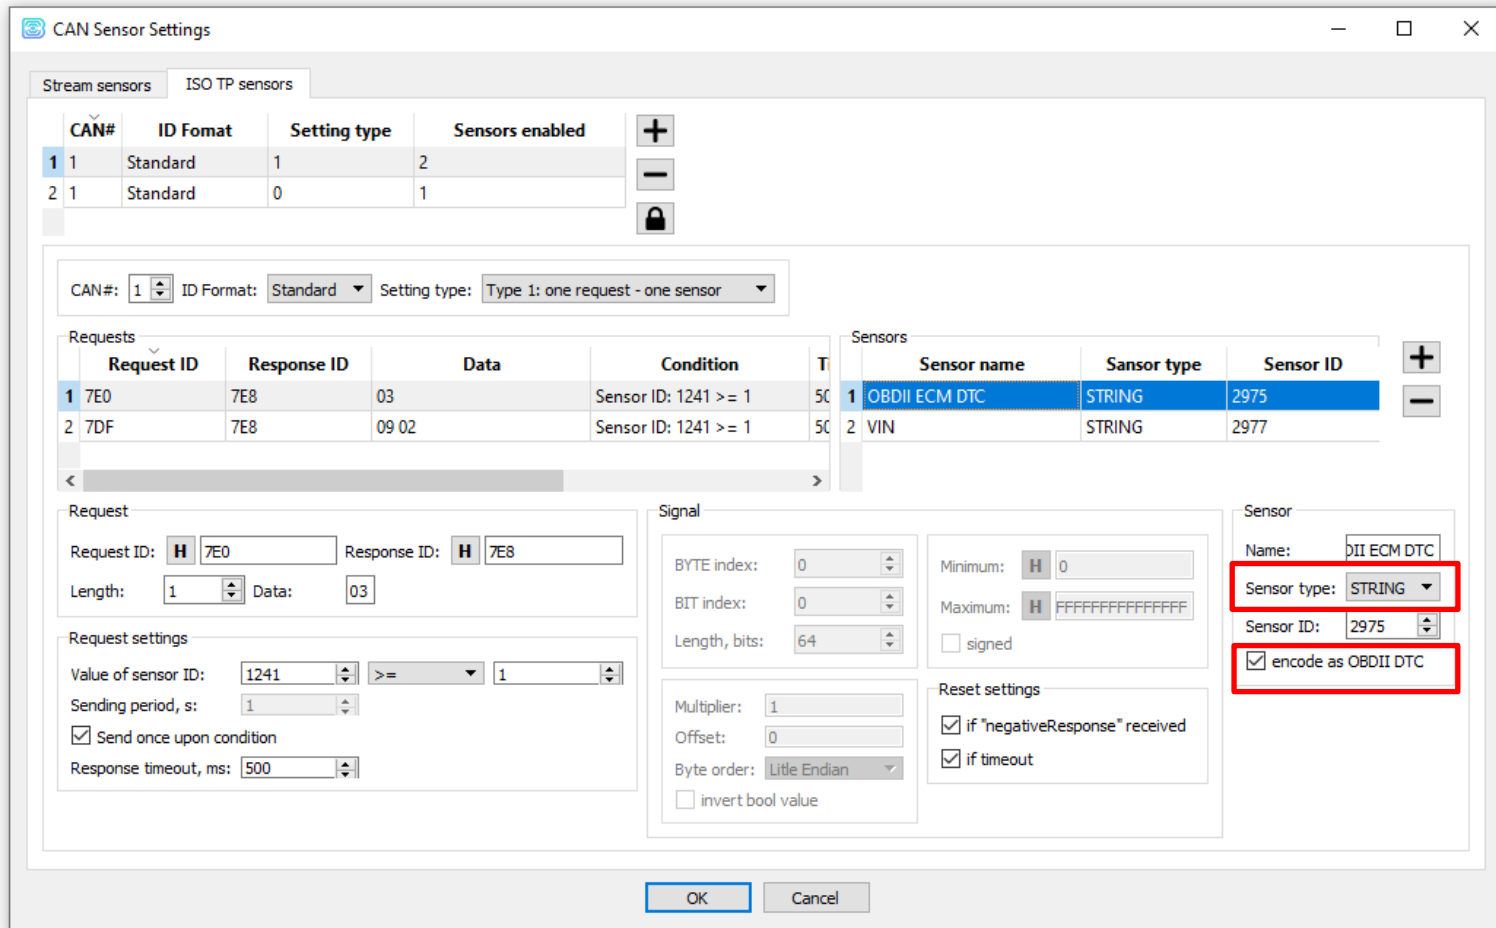 CAN Sensor Settings
Stream sensors ISO TP sensors
CAN# ID Fomat Setting type Sensors enabled
1 1 Standard 1 2
2 1 Standard 0 1
CAN#: 1 ID Format: Standard Setting type: Type 1: one request - one sensor
Requests Sensors
Request ID Response ID Data Condition Ti Sensor name Sansor type Sensor ID
1 7E0 7E8 03 Sensor ID: 1241 >= 1 50 1 OBDII ECM DTC STRING 2975
2 7DF 7E8 09 02 Sensor ID: 1241 >= 1 50 2 VIN STRING 2977
Request Signal Sensor
Request ID: H 7E0 Response ID: H 7E8 BYTE index: 0 Minimum: H 0 Name: DII ECM DTC
Length: 1 Data: 03 BIT index: 0 Maximum: H FFFFFFFFFFFFFFF Sensor type: STRING
Length, bits: 64 signed Sensor ID: 2975
Request settings encode as OBDII DTC
Value of sensor ID: 1241 >= 1 Reset settings
Sending period, s: 1 Multiplier: 1 if "negativeResponse" received
Send once upon condition Offset: 0 if timeout
Response timeout, ms: 500 Byte order: Litle Endian
invert bool value
OK Cancel